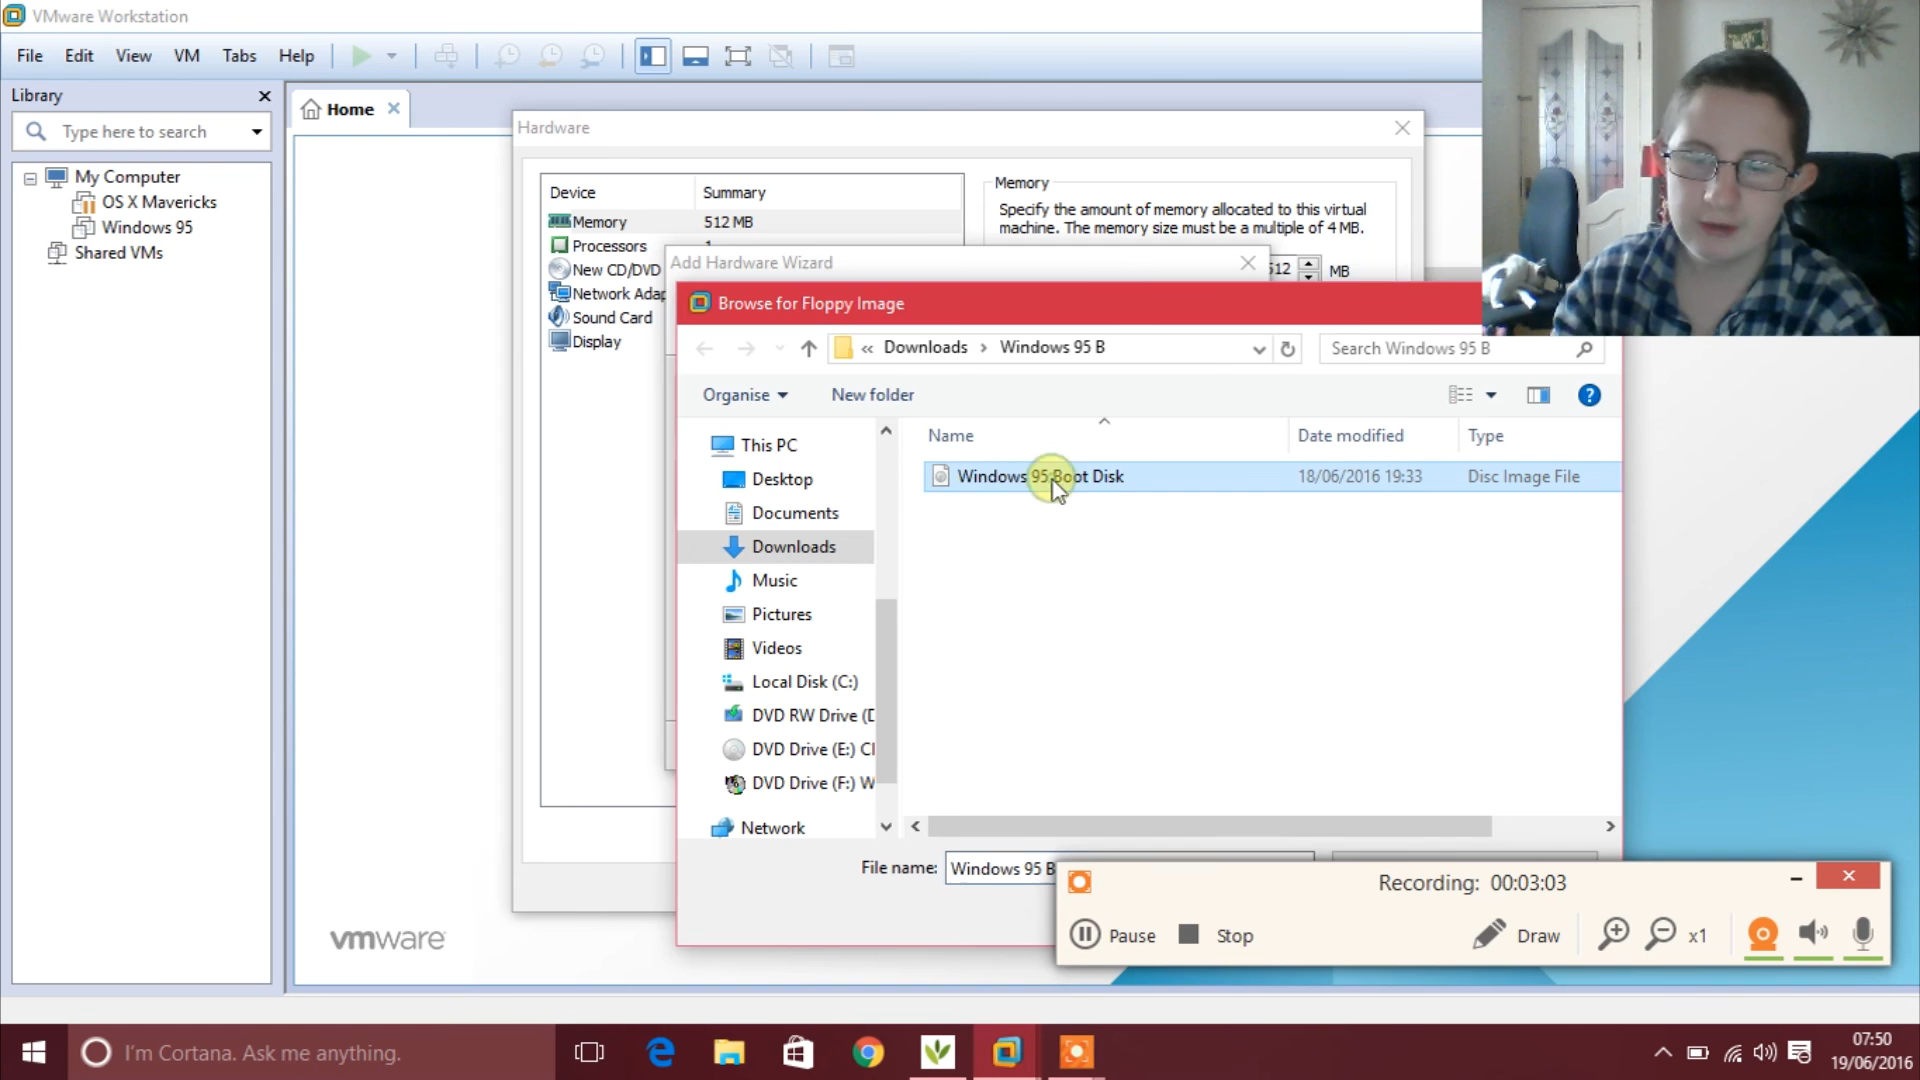 VMware Workstation
File Edit View VM Tabs Help
Library
Type here to search
My Computer
OS X Mavericks
Windows 95
Shared VMs
Home
Hardware
Device Summary
Memory 512 MB
Processors 1
New CD/DVD
Network Adap
Sound Card
Display
Memory
Specify the amount of memory allocated to this virtual
machine. The memory size must be a multiple of 4 MB.
512 MB
Add Hardware Wizard
Browse for Floppy Image
« Downloads › Windows 95 B
Search Windows 95 B
Organise New folder
This PC
Desktop
Documents
Downloads
Music
Pictures
Videos
Local Disk (C:)
DVD RW Drive (D
DVD Drive (E:) Cl
DVD Drive (F:) W
Network
Name Date modified Type
Windows 95 Boot Disk 18/06/2016 19:33 Disc Image File
File name: Windows 95 B
Recording: 00:03:03
Pause Stop Draw x1
vmware
I'm Cortana. Ask me anything.
07:50
19/06/2016